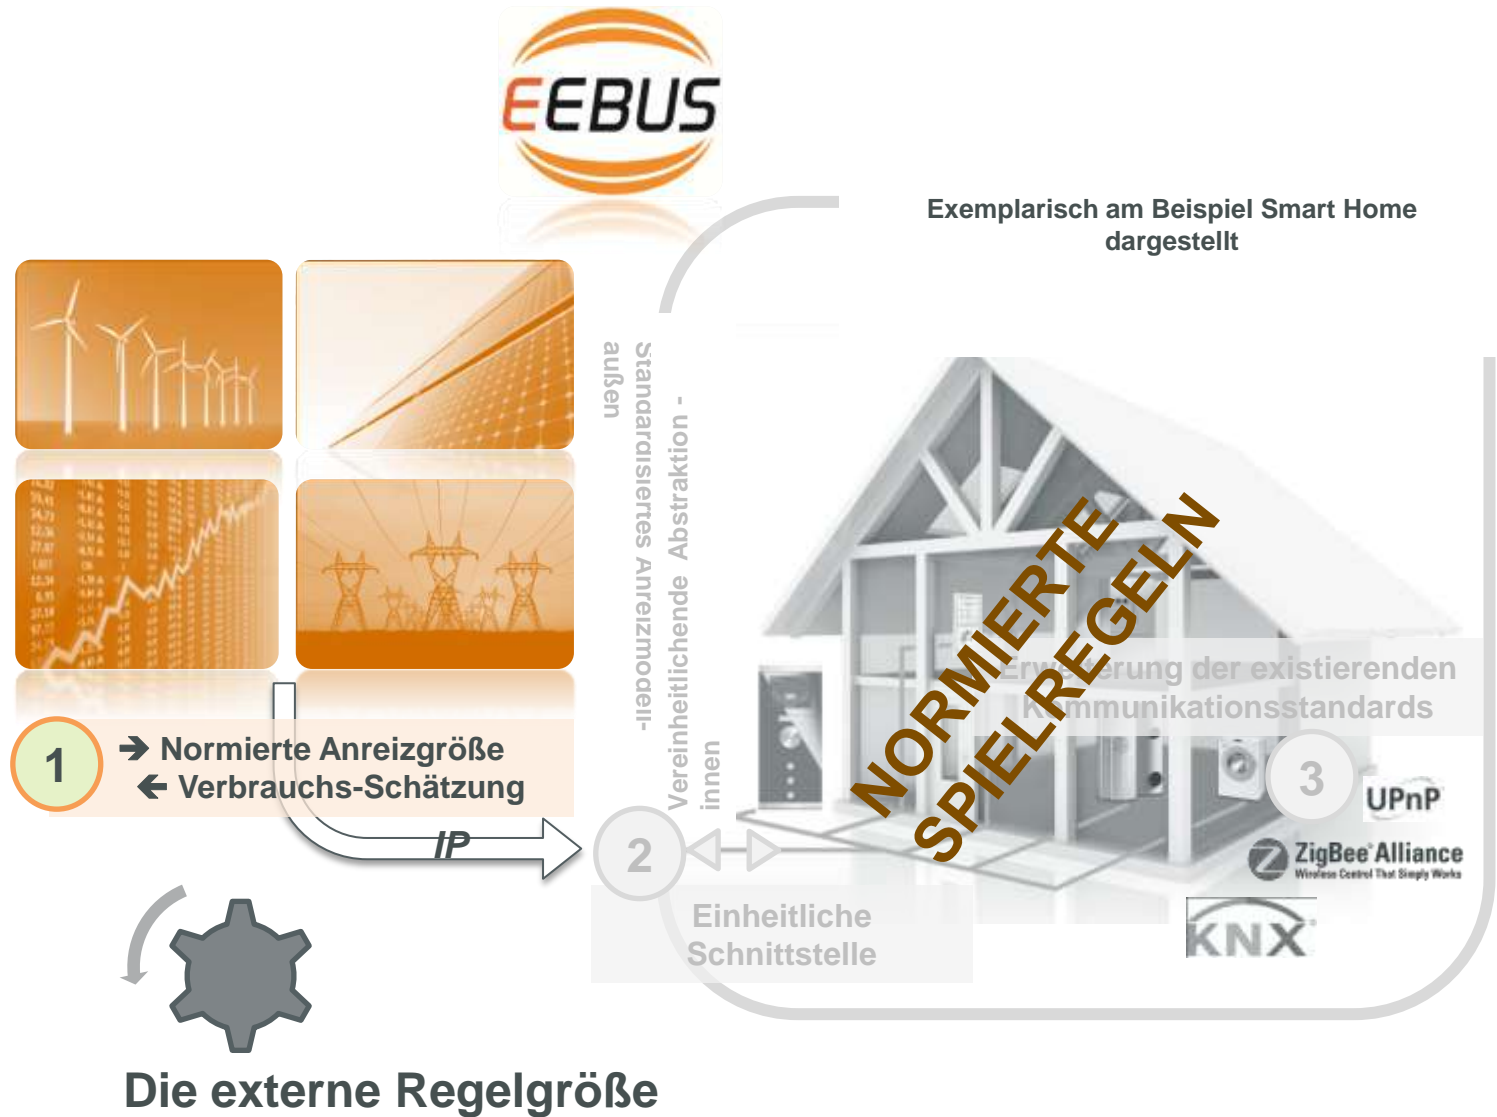 EEBUS
Exemplarisch am Beispiel Smart Home
dargestellt
Standardisiertes Anreizmodell-
außen
Vereinheitlichende Abstraktion -
innen
NORMIERTE
SPIELREGELN
Erweiterung der existierenden
Kommunikationsstandards
1
→ Normierte Anreizgröße
← Verbrauchs-Schätzung
IP
2
3
UPnP
ZigBee® Alliance
Wireless Control That Simply Works
KNX®
Einheitliche
Schnittstelle
Die externe Regelgröße